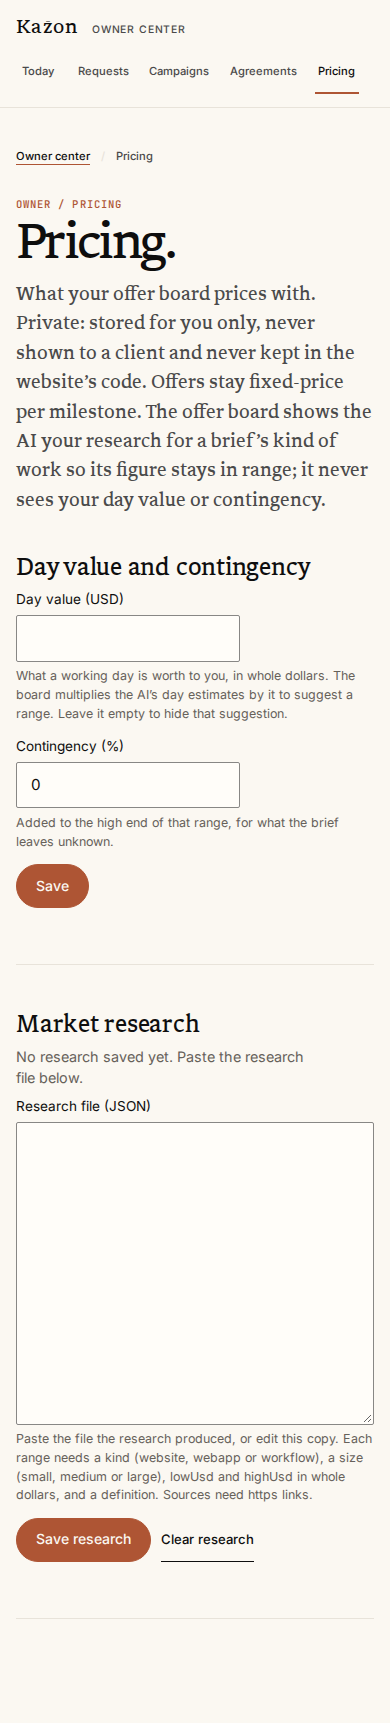 Kažon OWNER CENTER
Today Requests Campaigns Agreements Pricing
Owner center / Pricing
OWNER / PRICING
Pricing.
What your offer board prices with.
Private: stored for you only, never
shown to a client and never kept in the
website’s code. Offers stay fixed-price
per milestone. The offer board shows the
AI your research for a brief’s kind of
work so its figure stays in range; it never
sees your day value or contingency.
Day value and contingency
Day value (USD)
What a working day is worth to you, in whole dollars. The
board multiplies the AI’s day estimates by it to suggest a
range. Leave it empty to hide that suggestion.
Contingency (%)
0
Added to the high end of that range, for what the brief
leaves unknown.
Save
Market research
No research saved yet. Paste the research
file below.
Research file (JSON)
Paste the file the research produced, or edit this copy. Each
range needs a kind (website, webapp or workflow), a size
(small, medium or large), lowUsd and highUsd in whole
dollars, and a definition. Sources need https links.
Save research Clear research